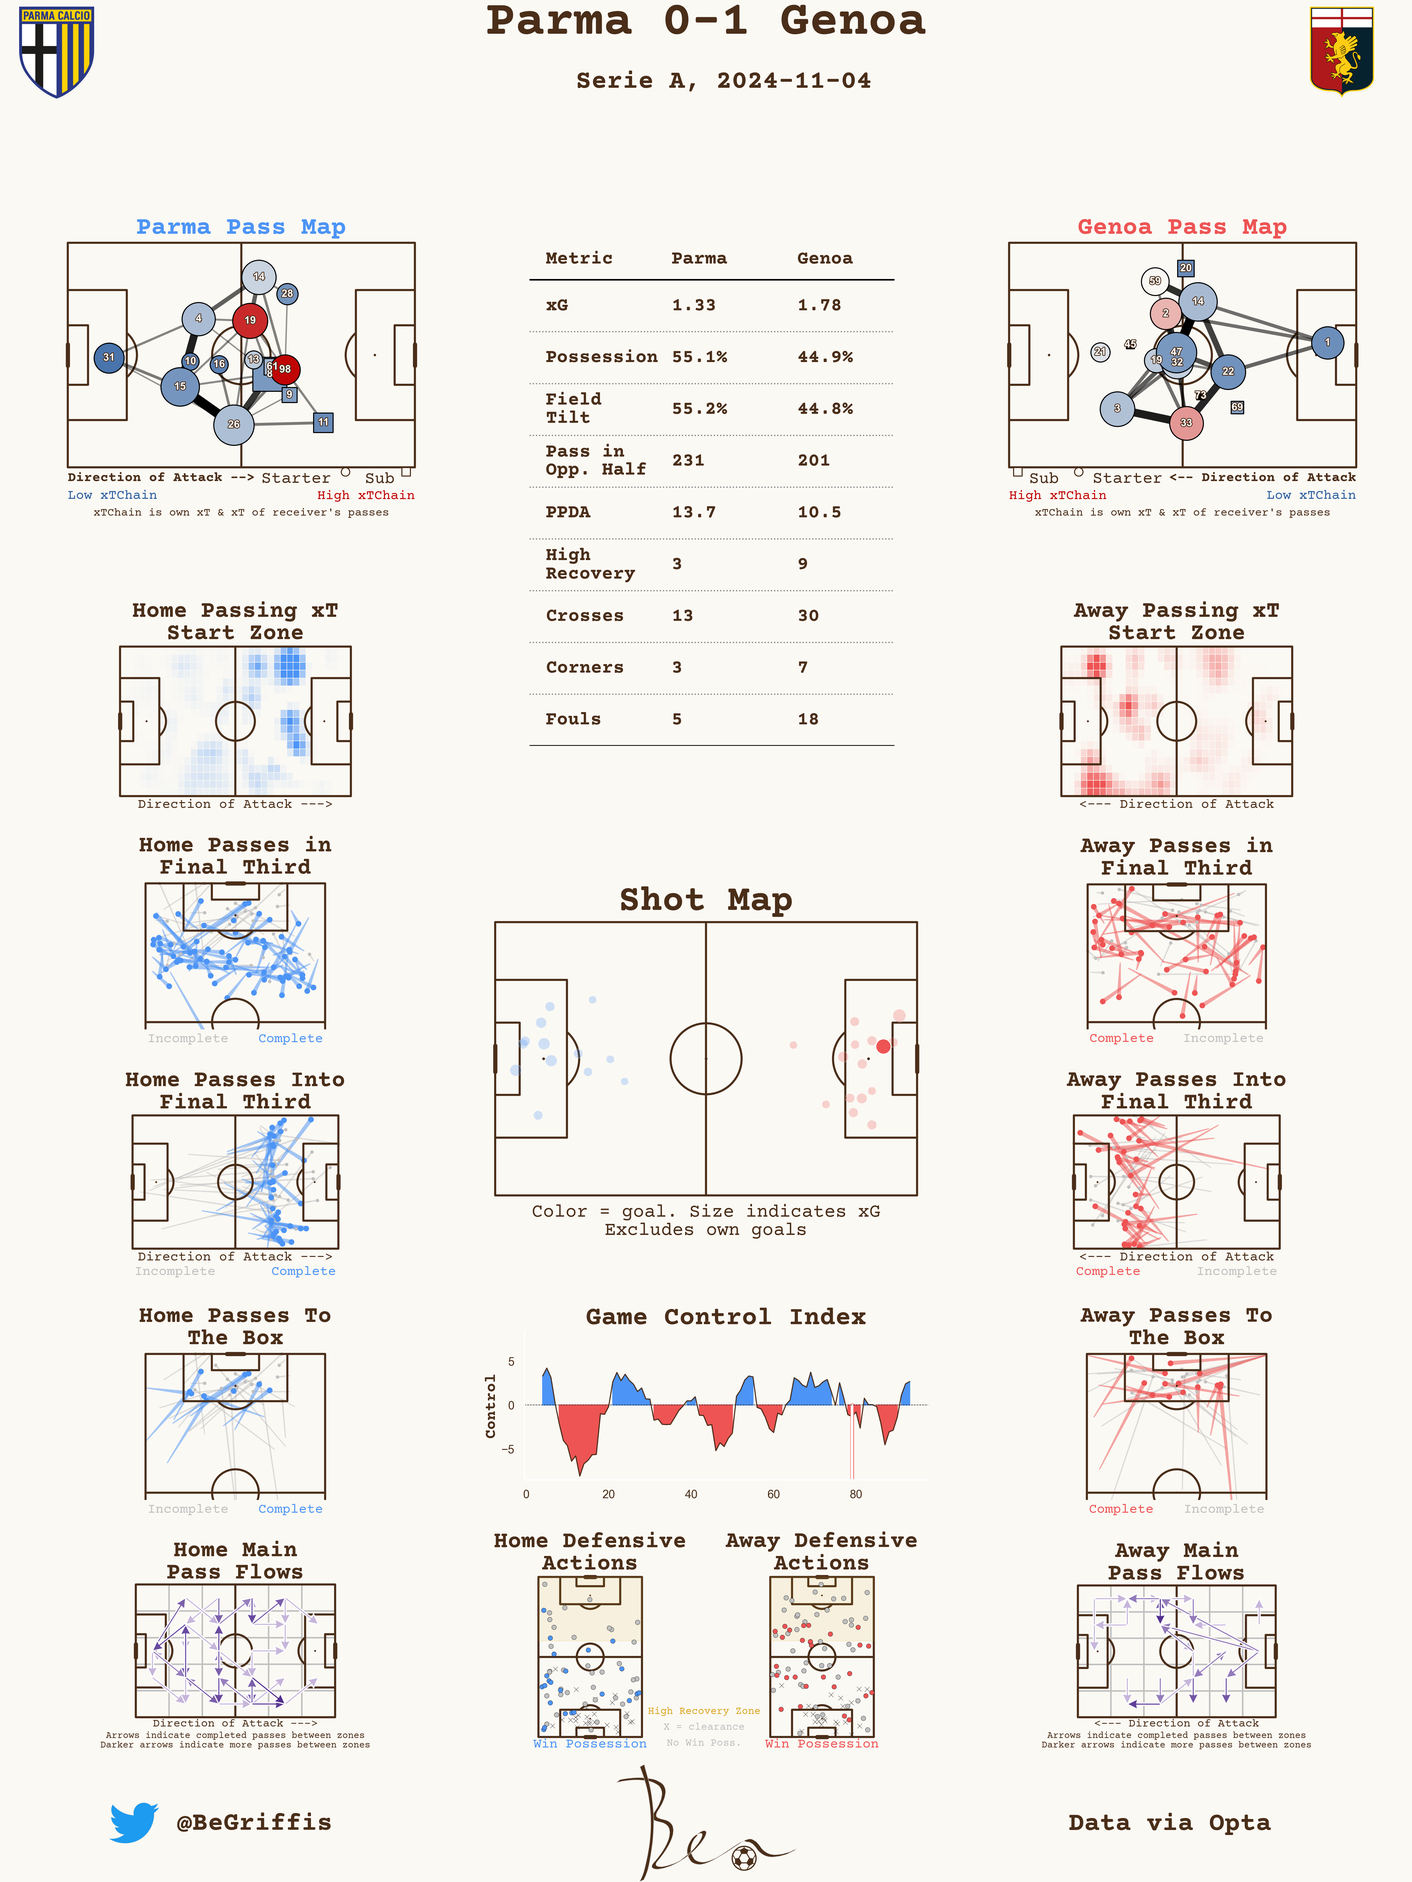 Parma 0-1 Genoa
Serie A, 2024-11-04
PARMA CALCIO
Parma Pass Map
14
28
4
19
31
10
16
13
61
8
98
15
9
26
11
Direction of Attack --> Starter Sub
Low xTChain High xTChain
xTChain is own xT & xT of receiver's passes
Metric Parma Genoa
xG 1.33 1.78
Possession 55.1% 44.9%
Field
Tilt 55.2% 44.8%
Pass in
Opp. Half 231 201
PPDA 13.7 10.5
High
Recovery 3 9
Crosses 13 30
Corners 3 7
Fouls 5 18
Genoa Pass Map
20
59
14
2
45
21
47
19
32
1
22
73
3
69
33
Sub Starter <-- Direction of Attack
High xTChain Low xTChain
xTChain is own xT & xT of receiver's passes
Home Passing xT
Start Zone
Direction of Attack --->
Away Passing xT
Start Zone
<--- Direction of Attack
Home Passes in
Final Third
Incomplete Complete
Away Passes in
Final Third
Complete Incomplete
Shot Map
Color = goal. Size indicates xG
Excludes own goals
Home Passes Into
Final Third
Direction of Attack --->
Incomplete Complete
Away Passes Into
Final Third
<--- Direction of Attack
Complete Incomplete
Home Passes To
The Box
Incomplete Complete
Game Control Index
Control
5
0
−5
0 20 40 60 80
Away Passes To
The Box
Complete Incomplete
Home Main
Pass Flows
Direction of Attack --->
Arrows indicate completed passes between zones
Darker arrows indicate more passes between zones
Home Defensive
Actions
Win Possession
High Recovery Zone
X = clearance
No Win Poss.
Away Defensive
Actions
Win Possession
Away Main
Pass Flows
<--- Direction of Attack
Arrows indicate completed passes between zones
Darker arrows indicate more passes between zones
@BeGriffis
Ben
Data via Opta